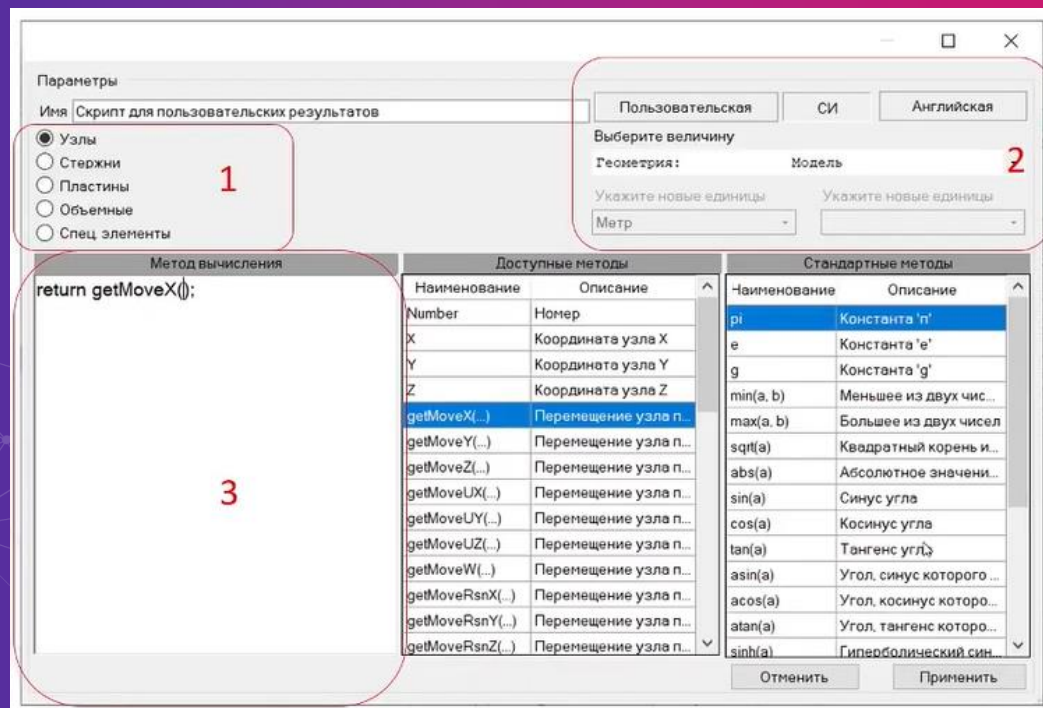 Параметры
Имя Скрипт для пользовательских результатов
Узлы
Стержни
Пластины
Объемные
Спец. элементы
1
Пользовательская СИ Английская
Выберите величину
Геометрия: Модель
2
Укажите новые единицы Укажите новые единицы
Метр
Метод вычисления
return getMoveX();
3
Доступные методы
Наименование Описание
Number Номер
X Координата узла X
Y Координата узла Y
Z Координата узла Z
getMoveX(...) Перемещение узла п...
getMoveY(...) Перемещение узла п...
getMoveZ(...) Перемещение узла п...
getMoveUX(...) Перемещение узла п...
getMoveUY(...) Перемещение узла п...
getMoveUZ(...) Перемещение узла п...
getMoveW(...) Перемещение узла п...
getMoveRsnX(...) Перемещение узла п...
getMoveRsnY(...) Перемещение узла п...
getMoveRsnZ(...) Перемещение узла п...
Стандартные методы
Наименование Описание
pi Константа 'п'
e Константа 'e'
g Константа 'g'
min(a, b) Меньшее из двух чис...
max(a, b) Большее из двух чисел
sqrt(a) Квадратный корень и...
abs(a) Абсолютное значени...
sin(a) Синус угла
cos(a) Косинус угла
tan(a) Тангенс угла
asin(a) Угол, синус которого ...
acos(a) Угол, косинус которо...
atan(a) Угол, тангенс которо...
sinh(a) Гиперболический син...
Отменить Применить